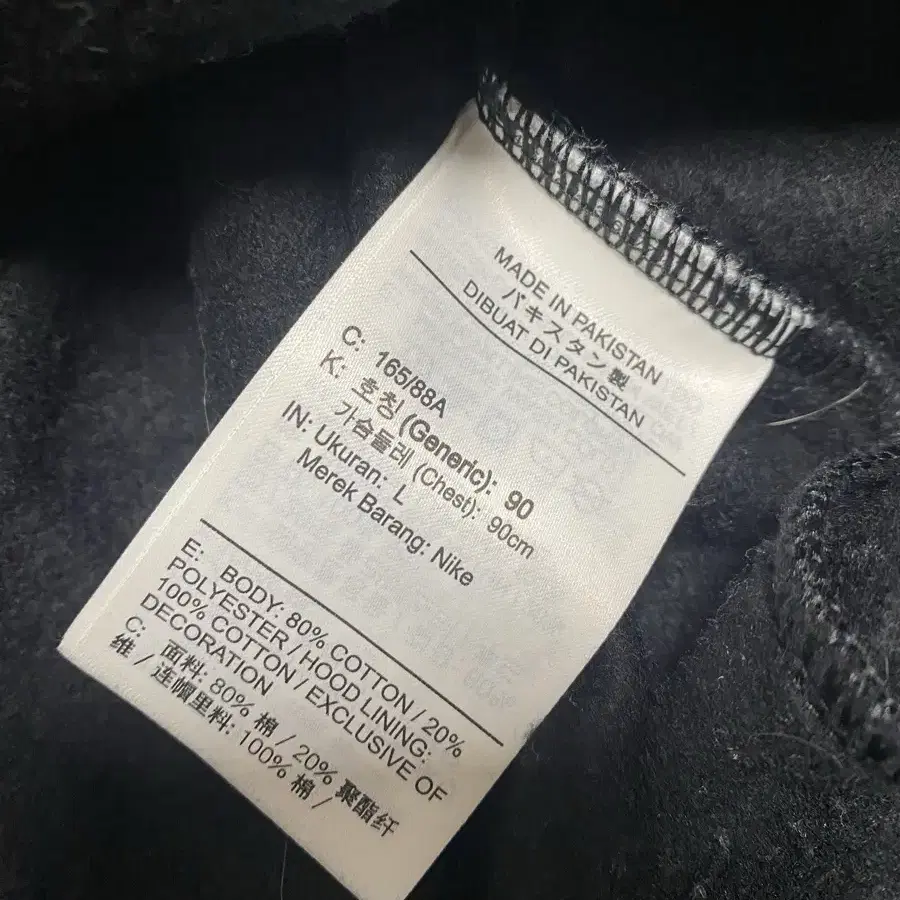 MADE IN PAKISTAN
パキスタン製
DIBUAT DI PAKISTAN
C: 165/88A
K: 호칭 (Generic): 90
가슴둘레 (Chest): 90cm
IN: Ukuran: L
Merek Barang: Nike
E: BODY: 80% COTTON / 20%
POLYESTER / HOOD LINING:
100% COTTON / EXCLUSIVE OF
DECORATION
C: 面料: 80% 棉 / 20% 聚酯纤
维 / 连帽里料: 100% 棉 /